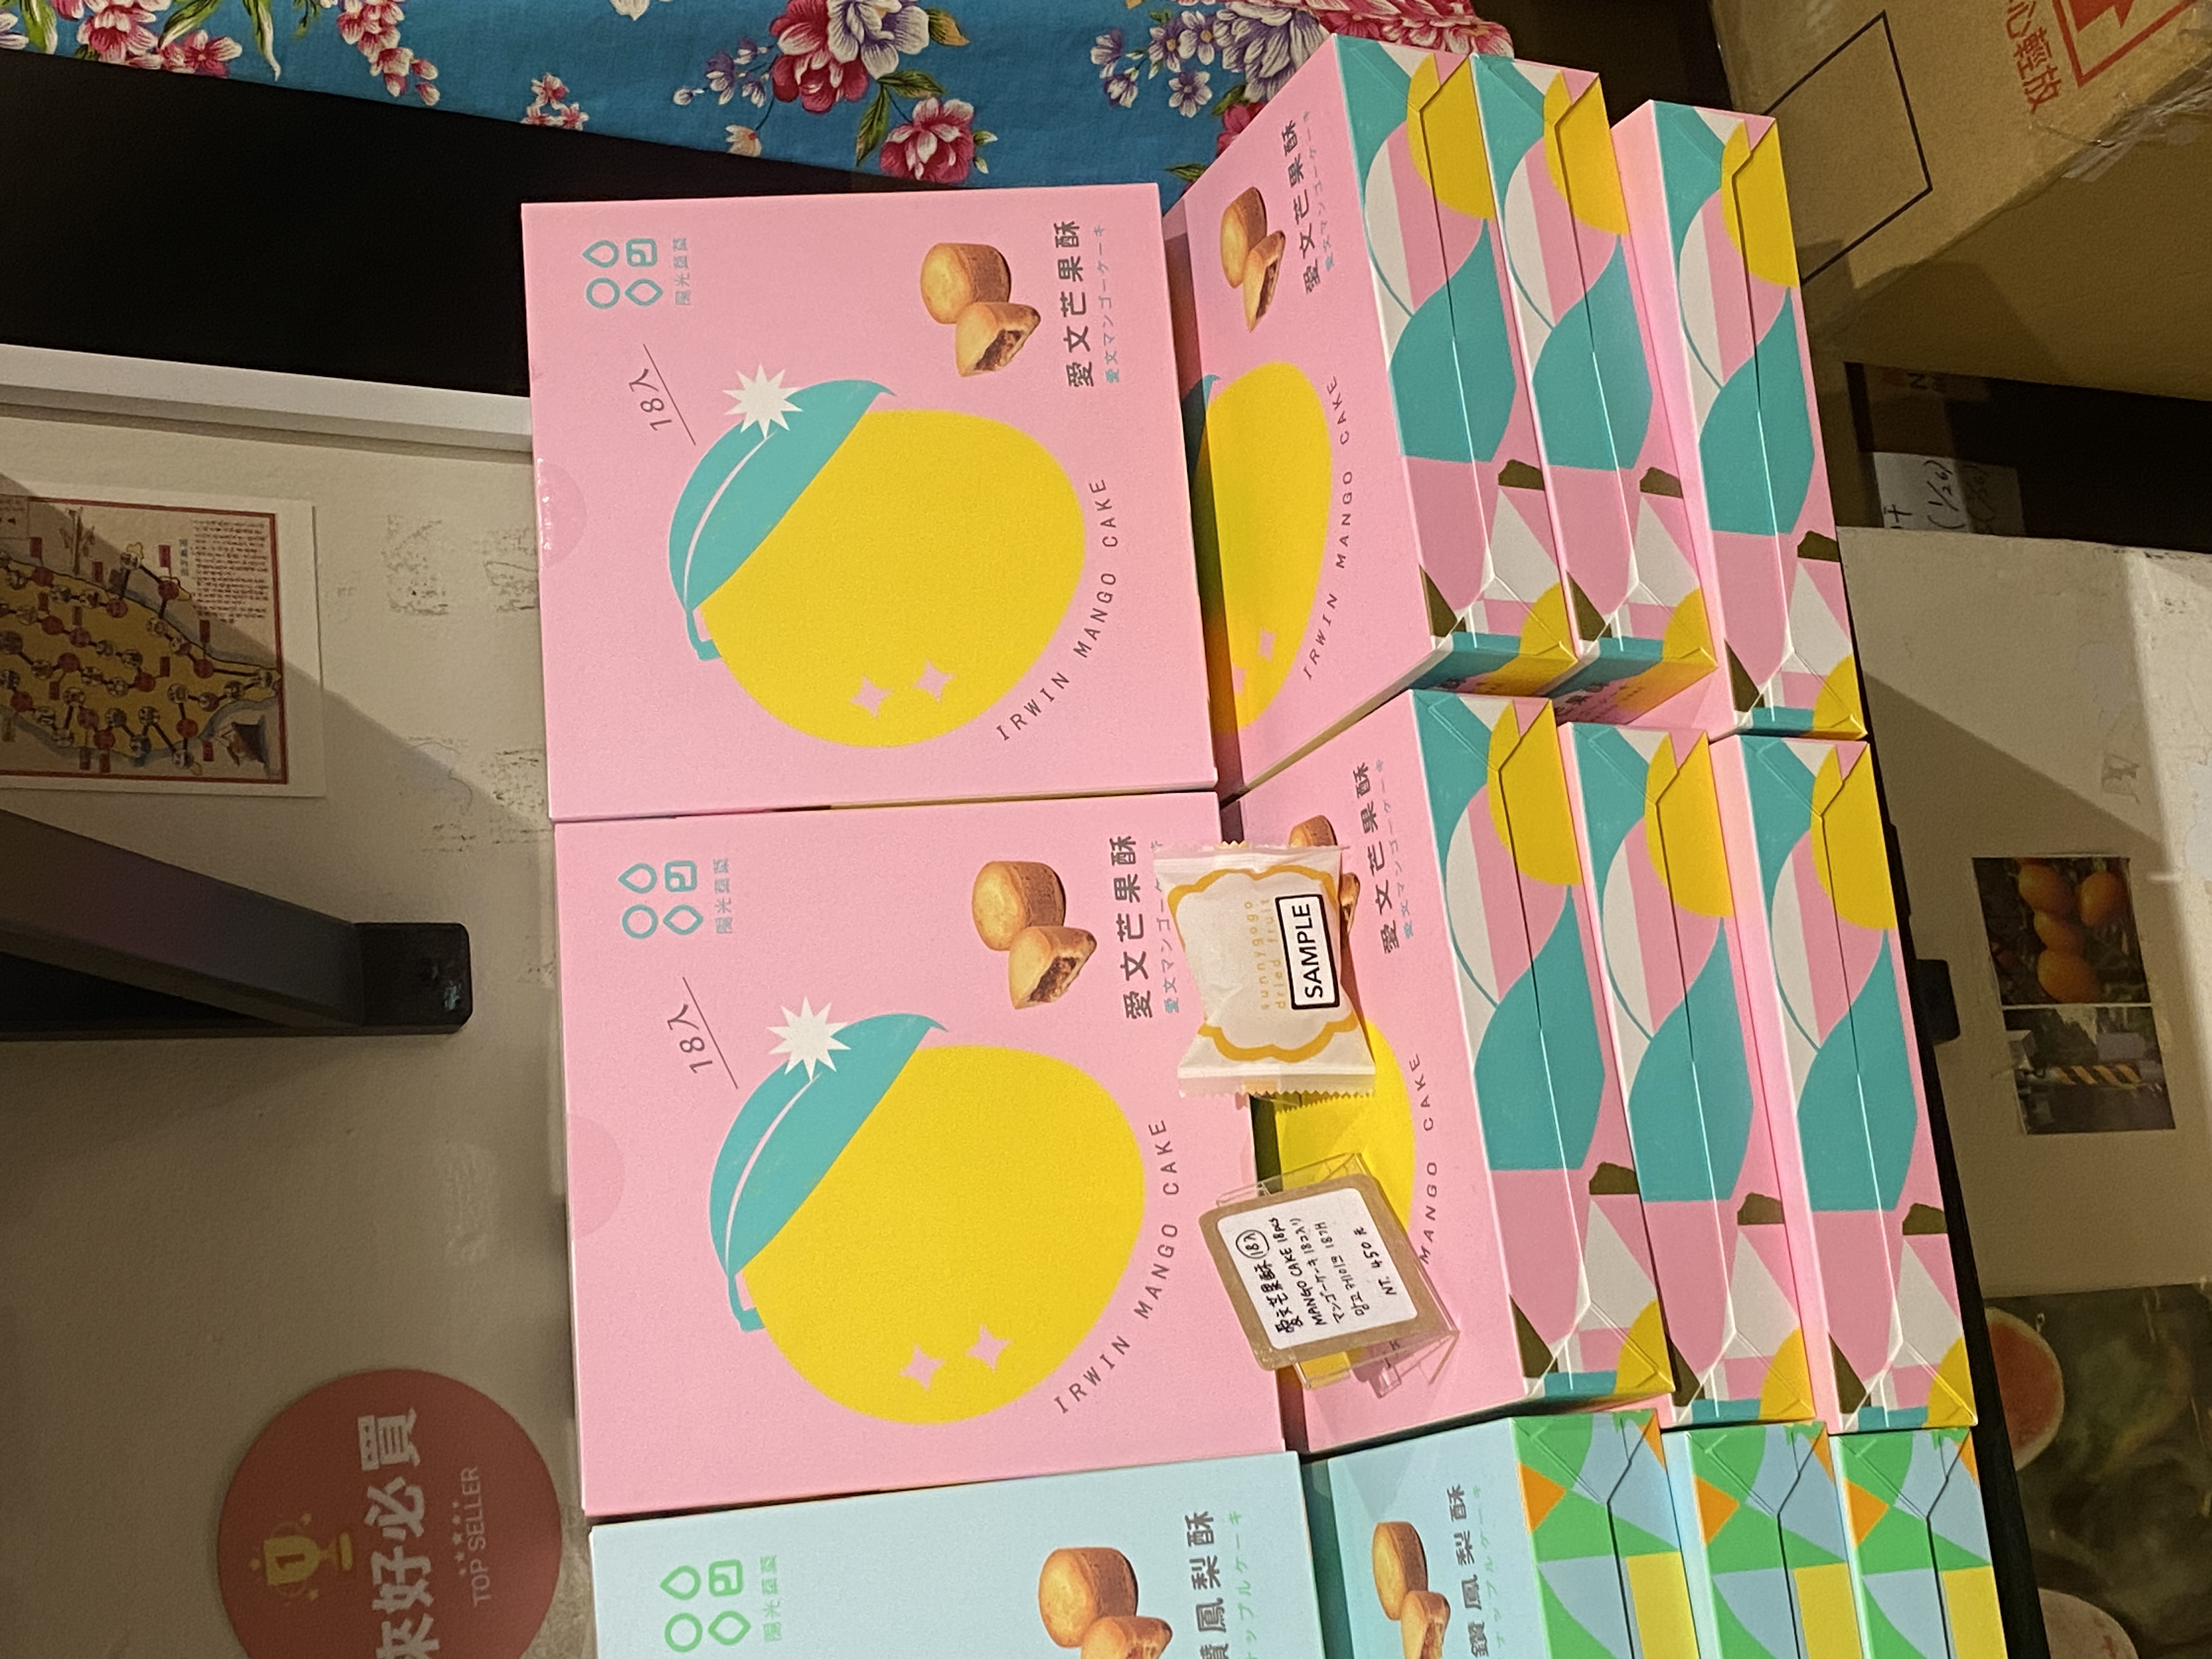 來好必買
TOP SELLER
陽光菓菓
18入
陽光菓菓
18入
陽光菓菓
IRWIN MANGO CAKE
愛文芒果酥
愛文マンゴーケーキ
IRWIN MANGO CAKE
愛文芒果酥
愛文マンゴーケーキ
鑽鳳梨酥
ナップルケーキ
愛文芒果酥 18入
MANGO CAKE 18pcs
マンゴーケーキ 18コ入り
망고 케이크 18개
NT. 450元
sunnygogo
dried fruit
SAMPLE
MANGO CAKE
愛文芒果酥
愛文マンゴーケーキ
IRWIN MANGO CAKE
愛文芒果酥
愛文マンゴーケーキ
鑽鳳梨酥
ナップルケーキ
(1/26)
心輕放